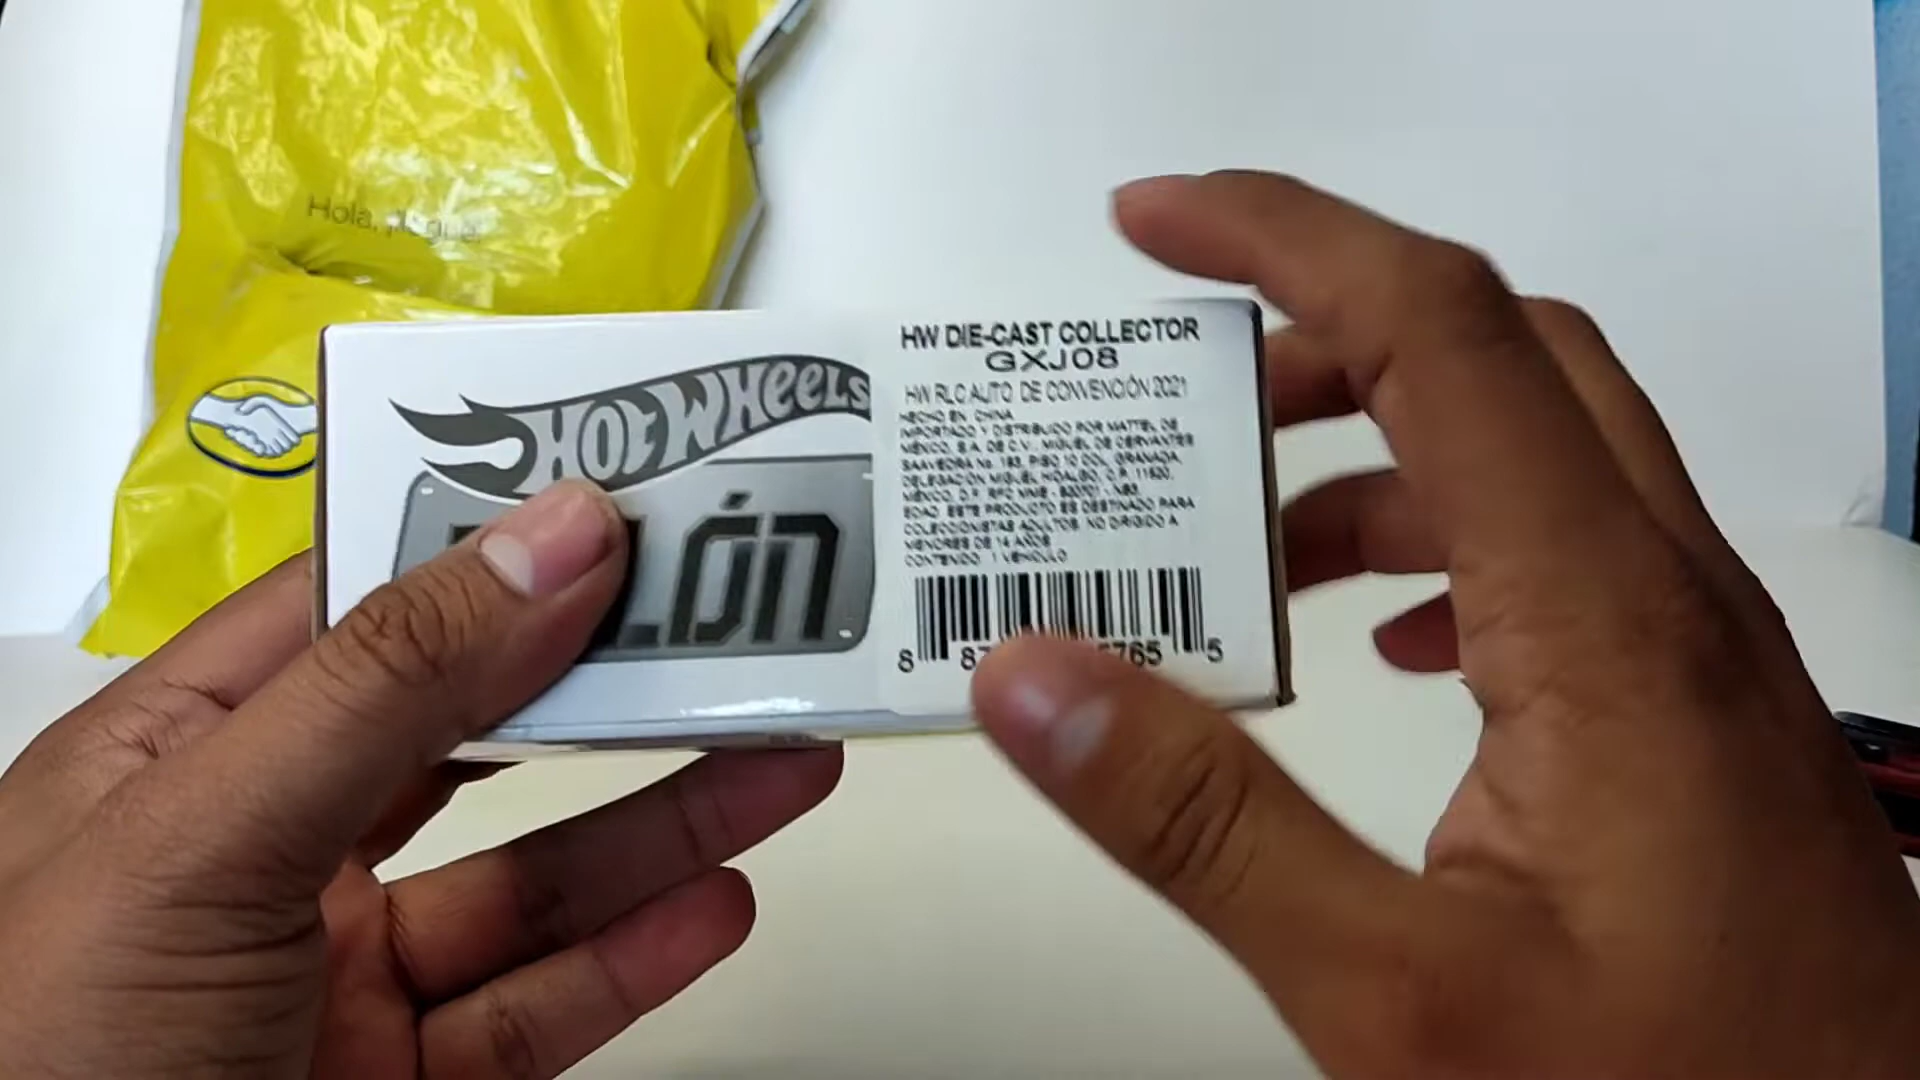 Hola,
HOT WHEELS
HW DIE-CAST COLLECTOR
GXJ08
HW RLC AUTO DE CONVENCIÓN 2021
HECHO EN CHINA
IMPORTADO Y DISTRIBUIDO POR MATTEL DE
MÉXICO, S.A. DE C.V., MIGUEL DE CERVANTES
SAAVEDRA No. 193, PISO 10 COL. GRANADA,
DELEGACIÓN MIGUEL HIDALGO, C.P. 11520,
MÉXICO, D.F. RFC
EDAD: ESTE PRODUCTO ES DESTINADO PARA
COLECCIONISTAS ADULTOS. NO DIRIGIDO A
MENORES DE 14 AÑOS
CONTENIDO: 1 VEHICULO
LÓN
8 5